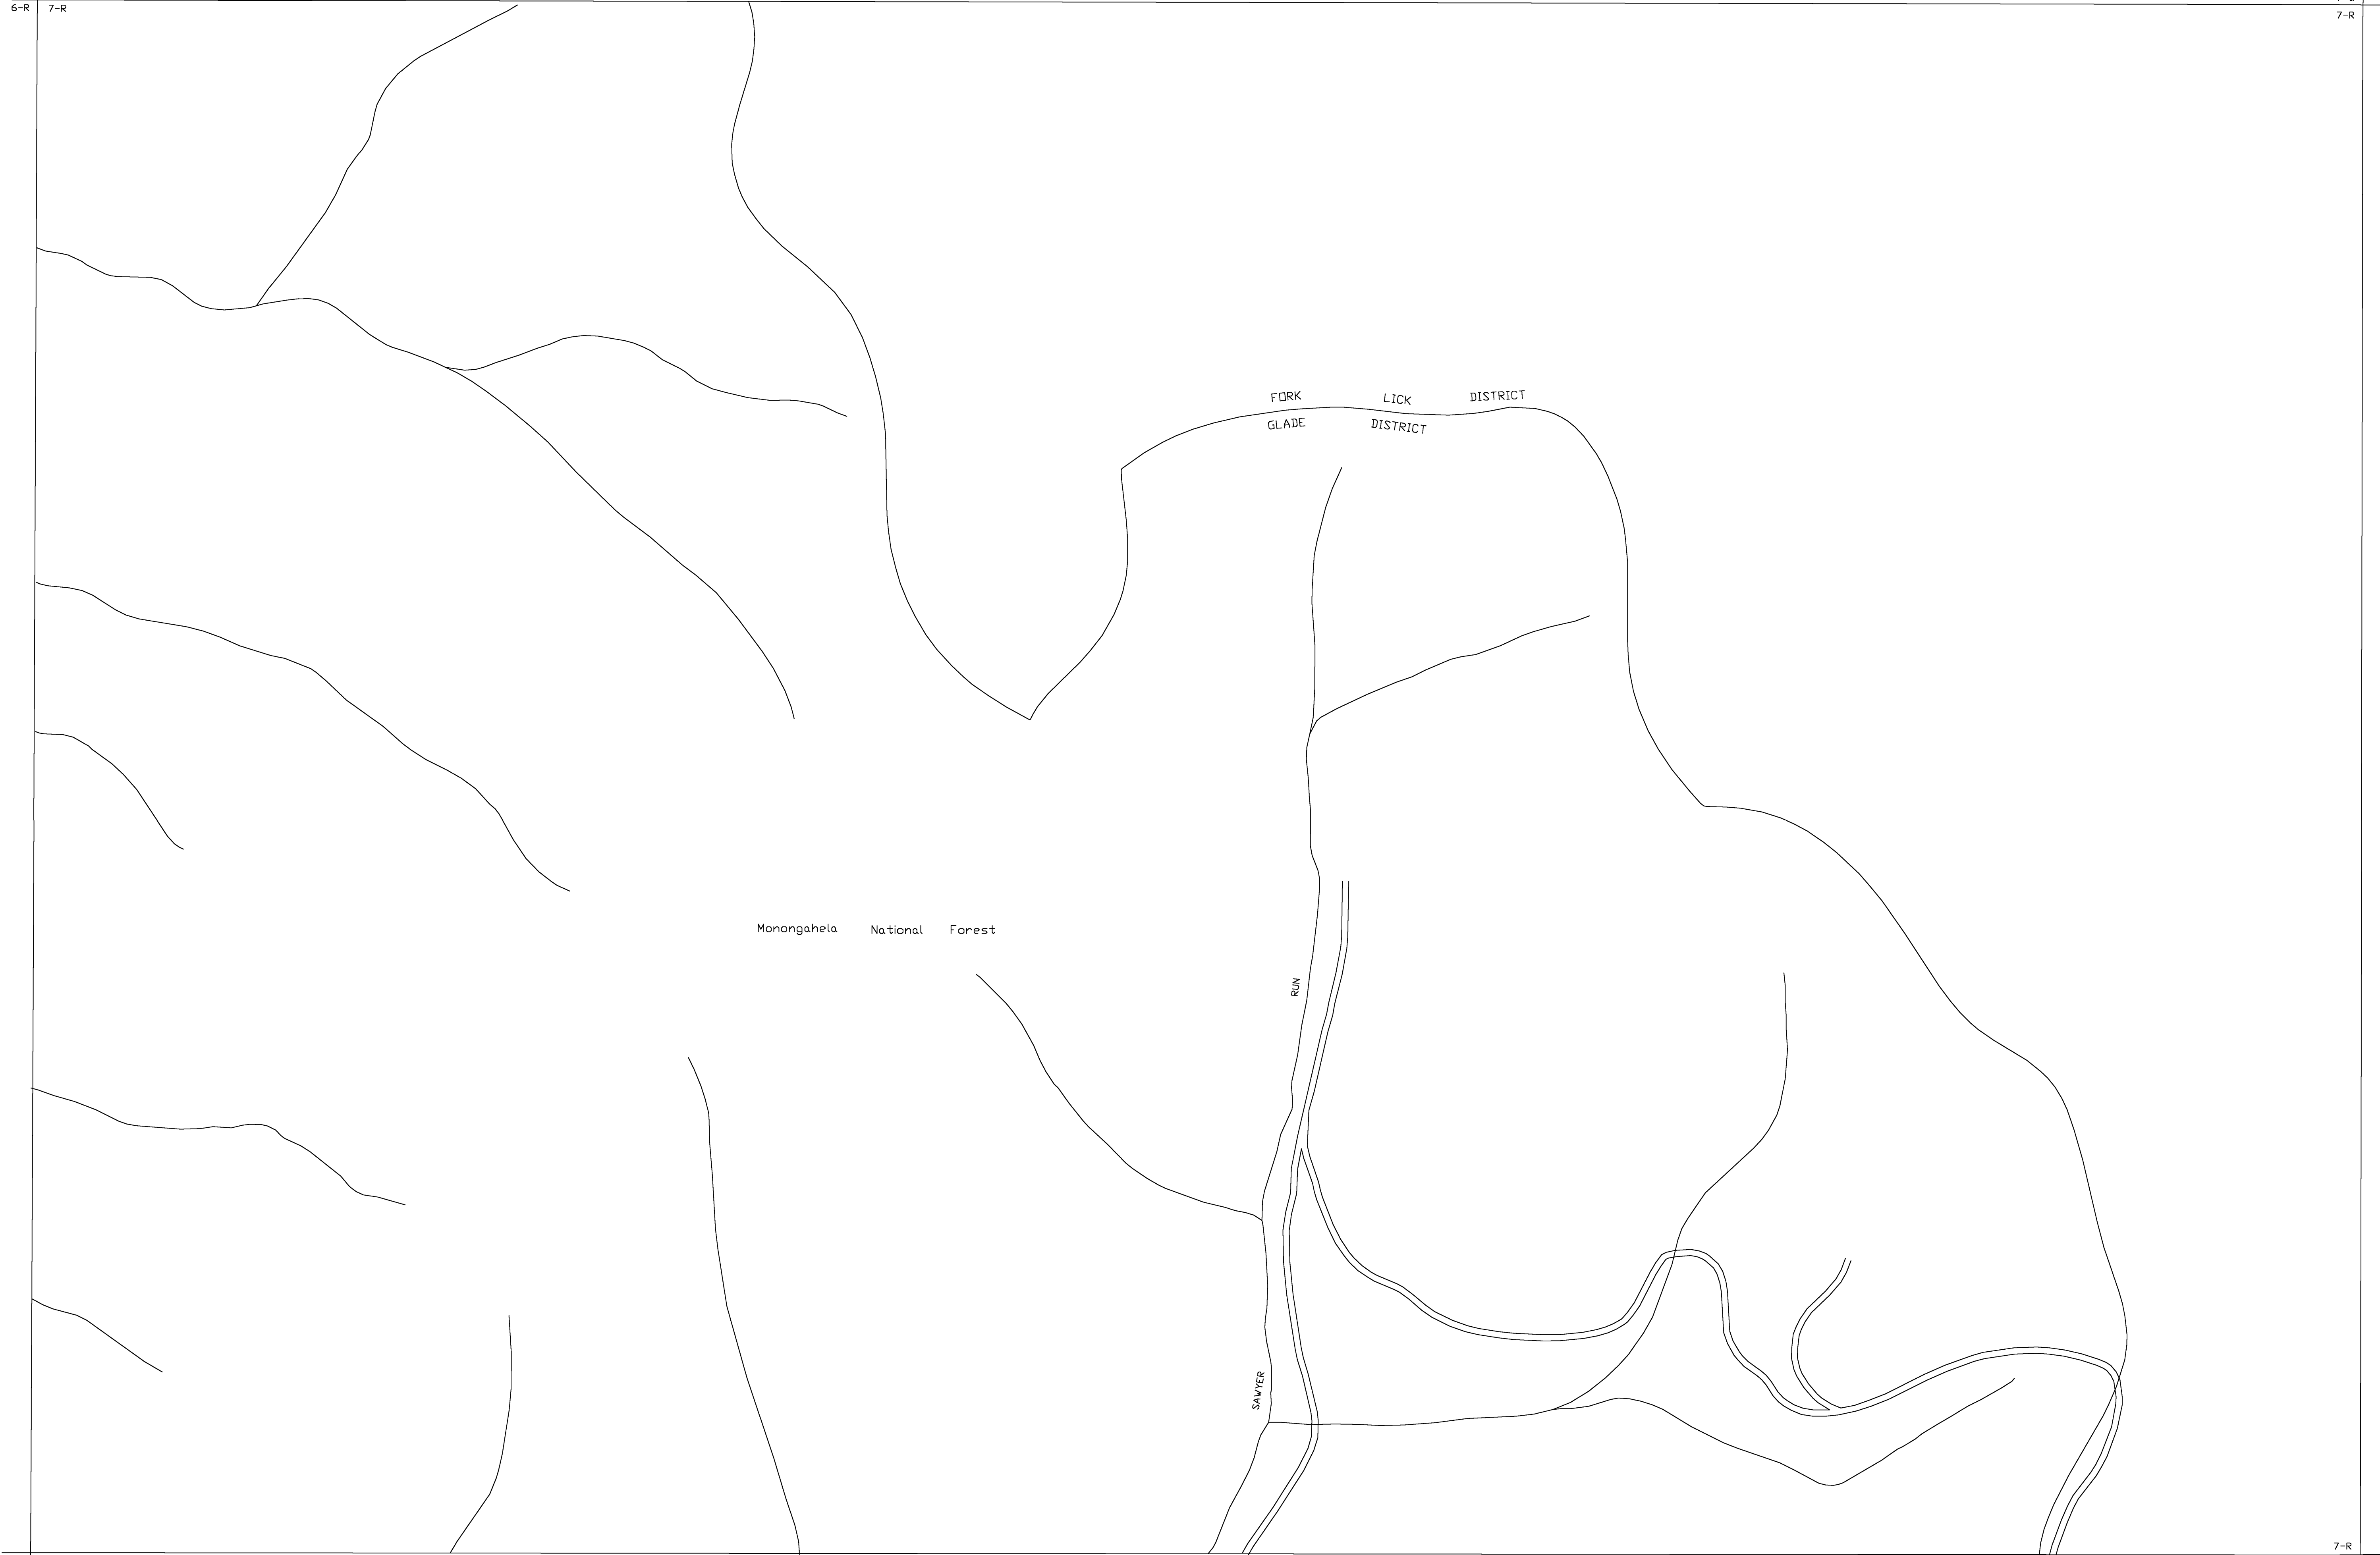 6-R 7-R
7-R
FORK LICK DISTRICT
GLADE DISTRICT
Monongahela National Forest
RUN
SAWYER
7-R